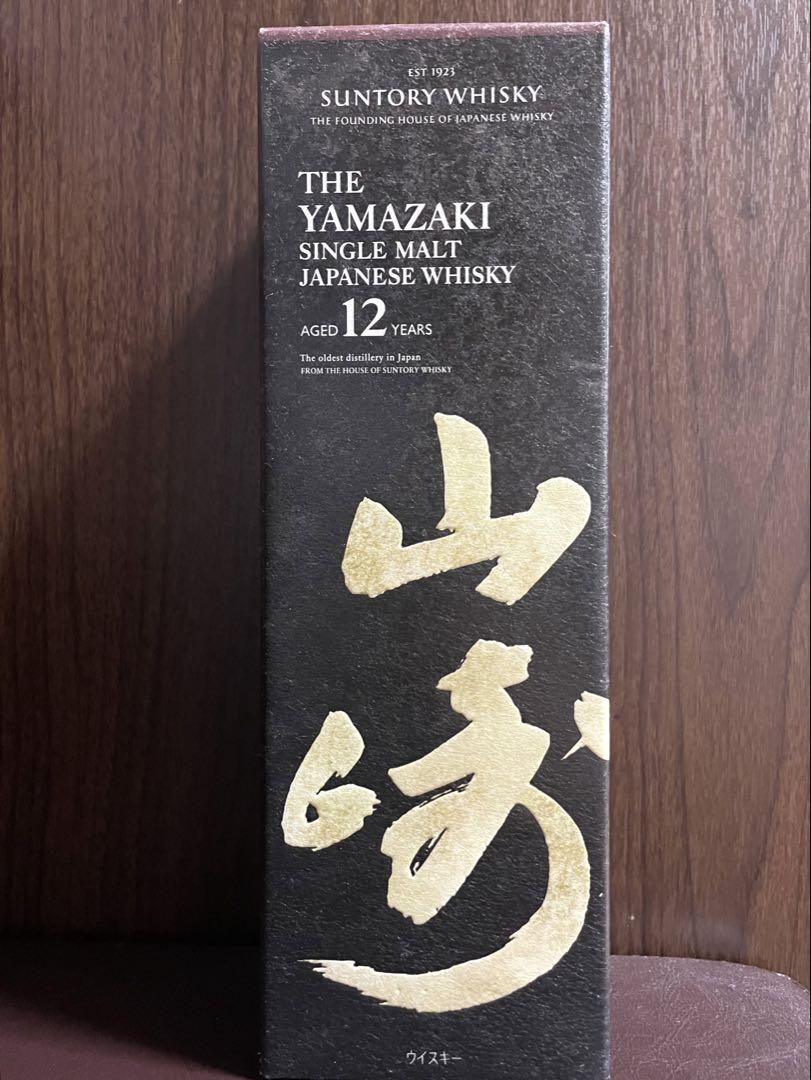 EST 1923
SUNTORY WHISKY
THE FOUNDING HOUSE OF JAPANESE WHISKY
THE
YAMAZAKI
SINGLE MALT
JAPANESE WHISKY
AGED 12 YEARS
The oldest distillery in Japan
FROM THE HOUSE OF SUNTORY WHISKY
山
崎
ウイスキー